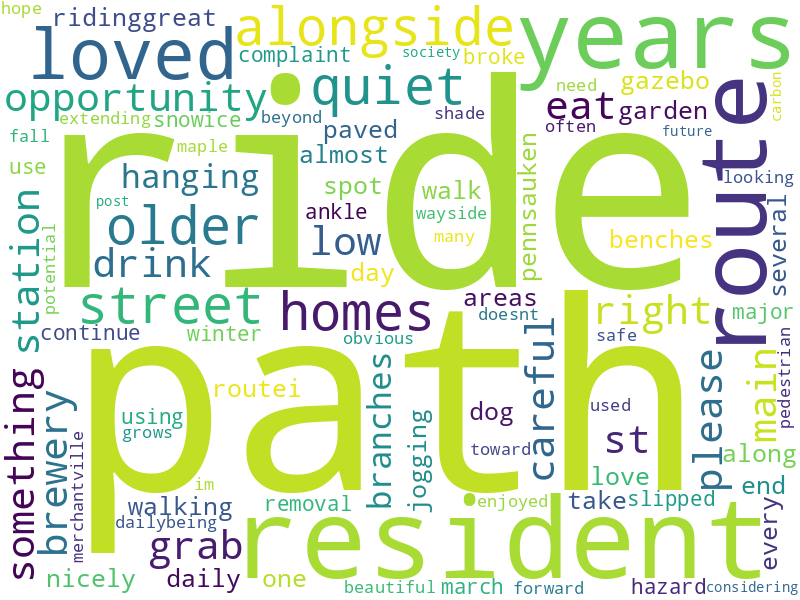 hope
ridinggreat
loved
alongside
years
complaint
society
broke
opportunity
quiet
gazebo
need
carbon
extending
snowice
beyond
paved
shade
eat
garden
route
fall
maple
almost
often
future
use
hanging
spot
walk
pennsauken
looking
post
older
ankle
wayside
ride
station
drink
low
many
benches
several
potential
day
street
homes
areas
right
major
continue
winter
obvious
doesnt
safe
pedestrian
something
brewery
routei
branches
careful
please
main
using
grows
dog
used
path
st
along
merchantville
jogging
toward
love
im
walking
removal
enjoyed
take
slipped
end
every
dailybeing
grab
resident
nicely
daily
one
beautiful
march
forward
hazard
considering